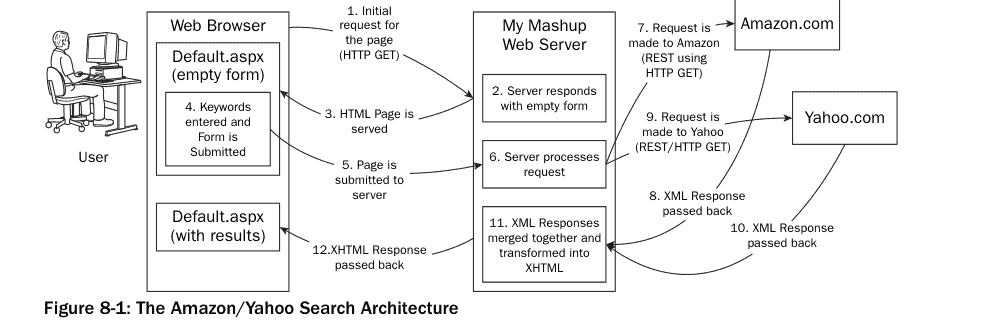 1. Initial
request for
the page
(HTTP GET)
Web Browser
Default.aspx
(empty form)
4. Keywords
entered and
Form is
Submitted
User
3. HTML Page is
served
5. Page is
submitted to
server
Default.aspx
(with results)
12.XHTML Response
passed back
My Mashup
Web Server
2. Server responds
with empty form
6. Server processes
request
11. XML Responses
merged together and
transformed into
XHTML
7. Request is
made to Amazon
(REST using
HTTP GET)
Amazon.com
9. Request is
made to Yahoo
(REST/HTTP GET)
Yahoo.com
8. XML Response
passed back
10. XML Response
passed back
Figure 8-1: The Amazon/Yahoo Search Architecture